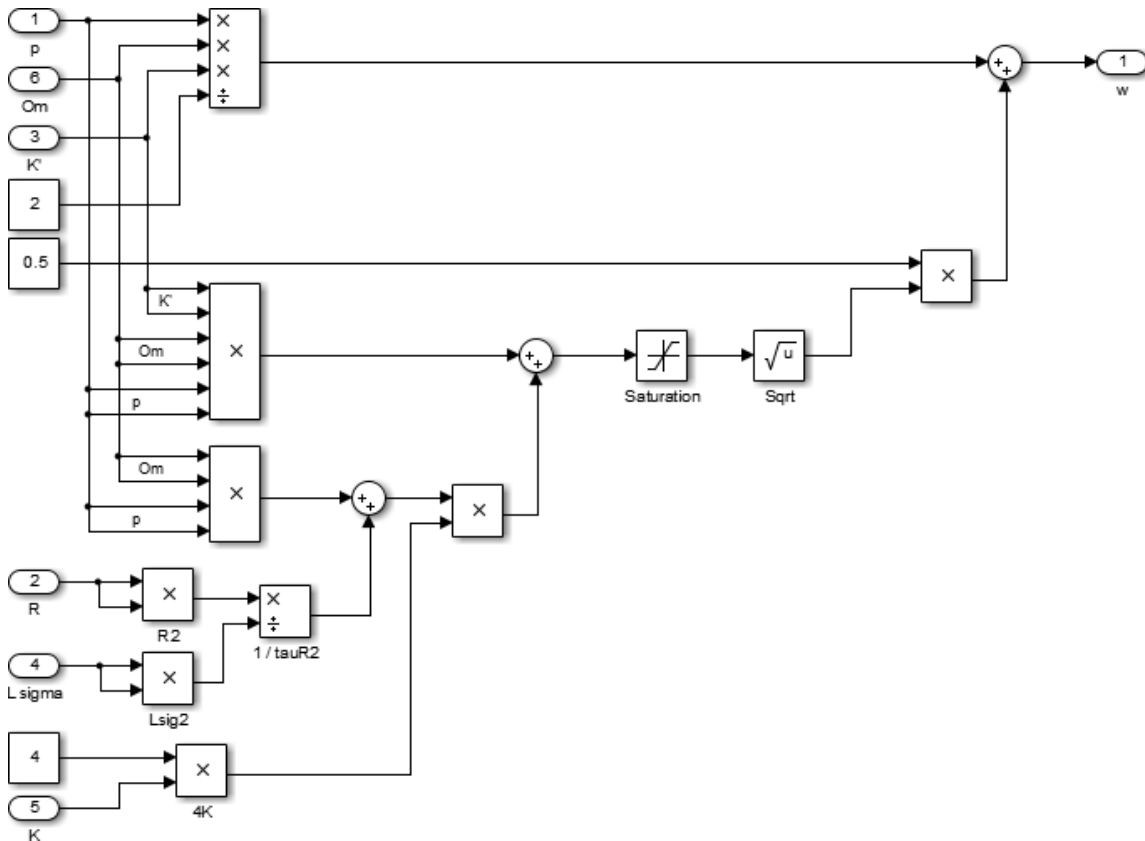 1
p
6
Om
3
K'
2
0.5
×
×
×
÷
+
+
1
w
×
K'
Om
p
×
+
+
Saturation
√u
Sqrt
Om
p
×
+
+
×
2
R
×
R2
×
÷
1 / tauR2
4
L sigma
×
Lsig2
4
5
K
×
4K